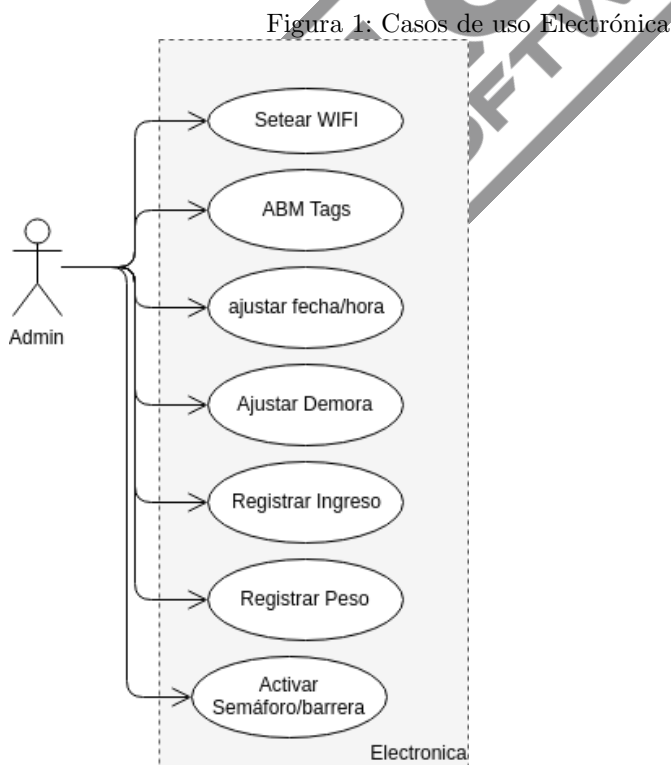 Figura 1: Casos de uso Electrónica
Setear WIFI
ABM Tags
ajustar fecha/hora
Admin
Ajustar Demora
Registrar Ingreso
Registrar Peso
Activar
Semáforo/barrera
Electronica